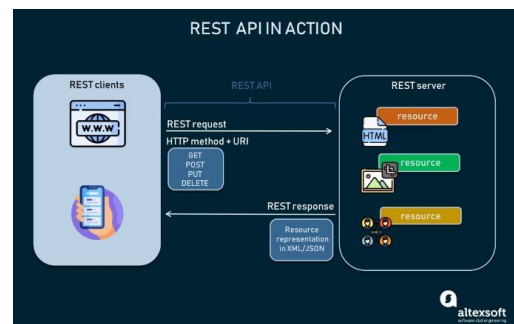 REST API IN ACTION
REST clients
REST API
REST server
WWW
REST request
HTTP method + URI
GET
POST
PUT
DELETE
REST response
Resource
representation
in XML/JSON
resource
HTML
resource
resource
altexsoft
software r&d engineering